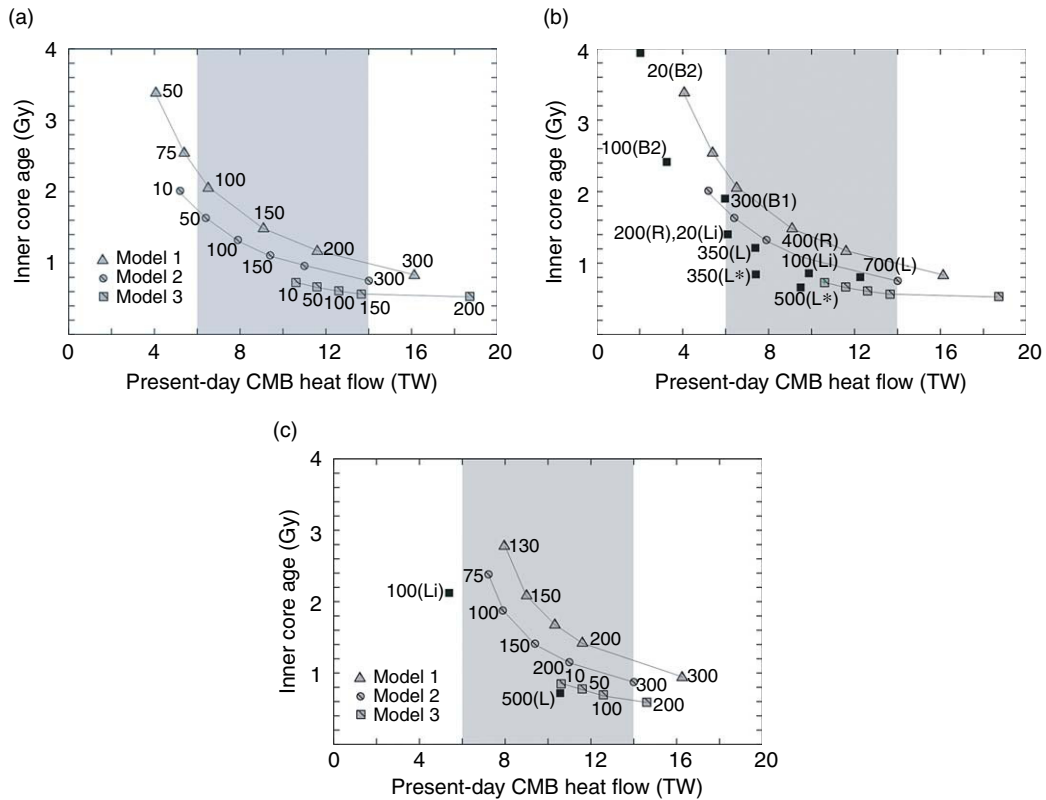 (a)
4
3
2
1
Inner core age (Gy)
50
75
100
10
150
50
200
100
150
300
300
10
50
100
150
200
Model 1
Model 2
Model 3
0
4
8
12
16
20
Present-day CMB heat flow (TW)
(b)
4
3
2
1
Inner core age (Gy)
20(B2)
100(B2)
300(B1)
200(R),20(Li)
400(R)
350(L)
100(Li)
700(L)
350(L*)
500(L*)
0
4
8
12
16
20
Present-day CMB heat flow (TW)
(c)
4
3
2
1
Inner core age (Gy)
130
75
100(Li)
150
100
200
150
200
10
50
300
300
500(L)
100
200
Model 1
Model 2
Model 3
0
4
8
12
16
20
Present-day CMB heat flow (TW)